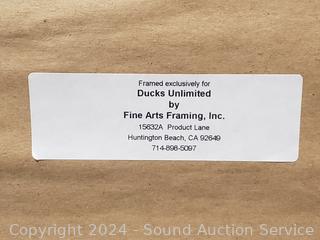 Framed exclusively for
Ducks Unlimited
by
Fine Arts Framing, Inc.
15632A Product Lane
Huntington Beach, CA 92649
714-898-5097
Copyright 2024 - Sound Auction Service